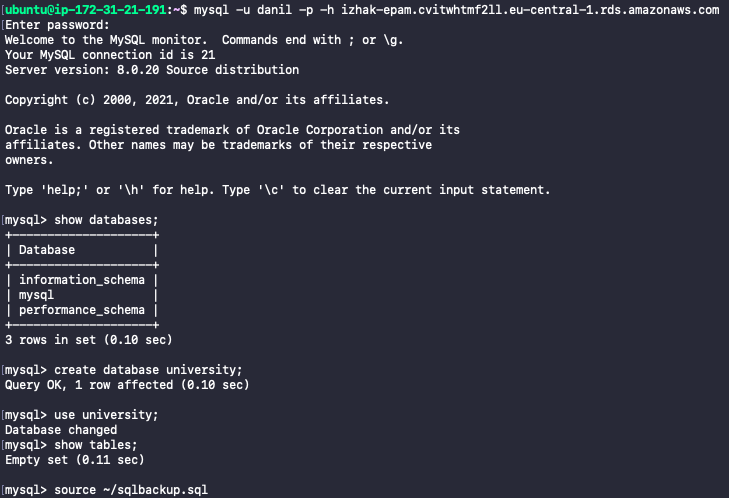 [ubuntu@ip-172-31-21-191:~$ mysql -u danil -p -h izhak-epam.cvitwhtmf2ll.eu-central-1.rds.amazonaws.com
[Enter password:
Welcome to the MySQL monitor.  Commands end with ; or \g.
Your MySQL connection id is 21
Server version: 8.0.20 Source distribution

Copyright (c) 2000, 2021, Oracle and/or its affiliates.

Oracle is a registered trademark of Oracle Corporation and/or its
affiliates. Other names may be trademarks of their respective
owners.

Type 'help;' or '\h' for help. Type '\c' to clear the current input statement.

[mysql> show databases;
+--------------------+
| Database           |
+--------------------+
| information_schema |
| mysql              |
| performance_schema |
+--------------------+
3 rows in set (0.10 sec)

[mysql> create database university;
Query OK, 1 row affected (0.10 sec)

[mysql> use university;
Database changed
[mysql> show tables;
Empty set (0.11 sec)

[mysql> source ~/sqlbackup.sql